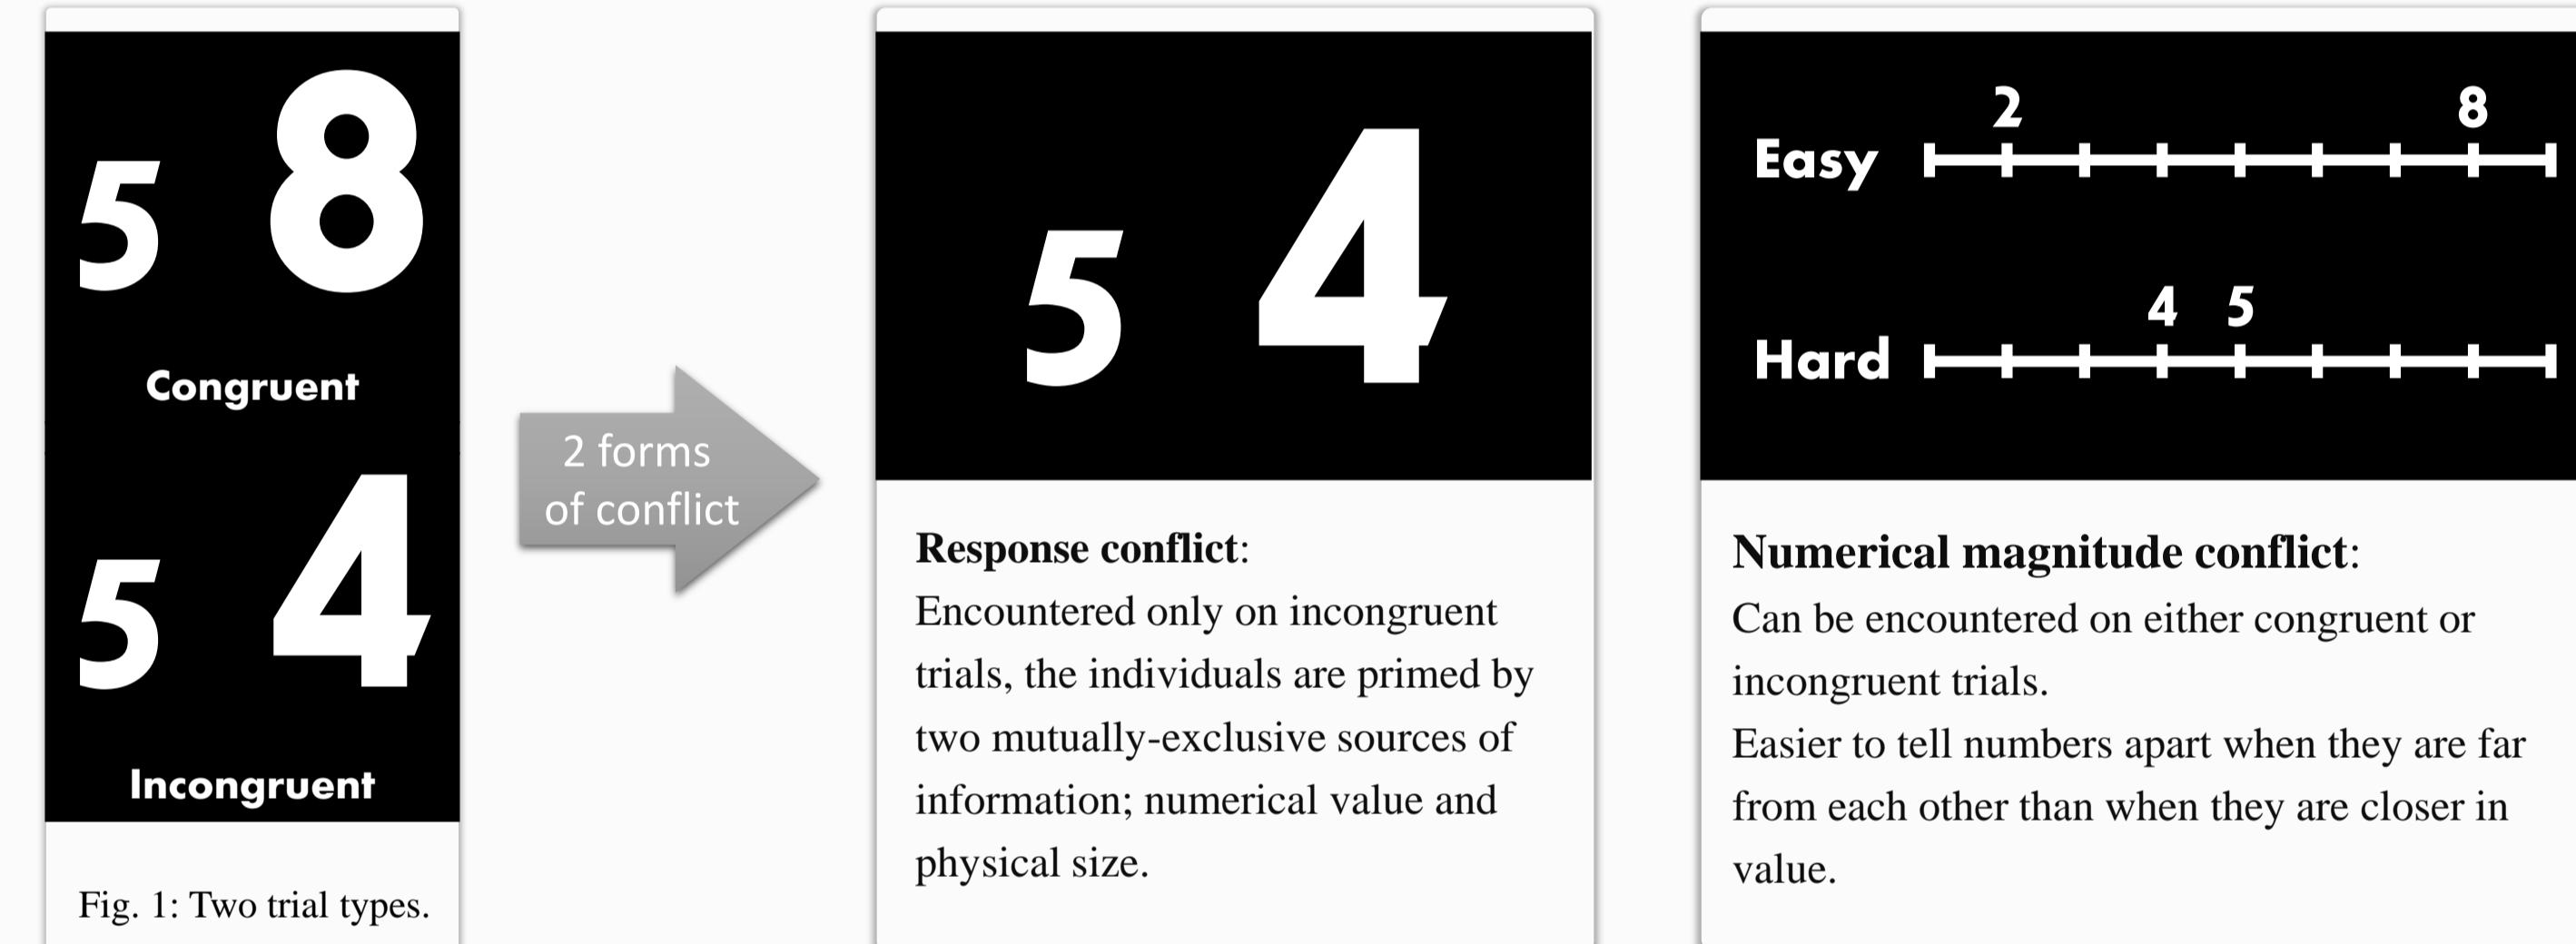 5 8
Congruent
5 4
Incongruent
Fig. 1: Two trial types.
2 forms
of conflict
5 4
Response conflict:
Encountered only on incongruent
trials, the individuals are primed by
two mutually-exclusive sources of
information; numerical value and
physical size.
2 8
Easy
4 5
Hard
Numerical magnitude conflict:
Can be encountered on either congruent or
incongruent trials.
Easier to tell numbers apart when they are far
from each other than when they are closer in
value.